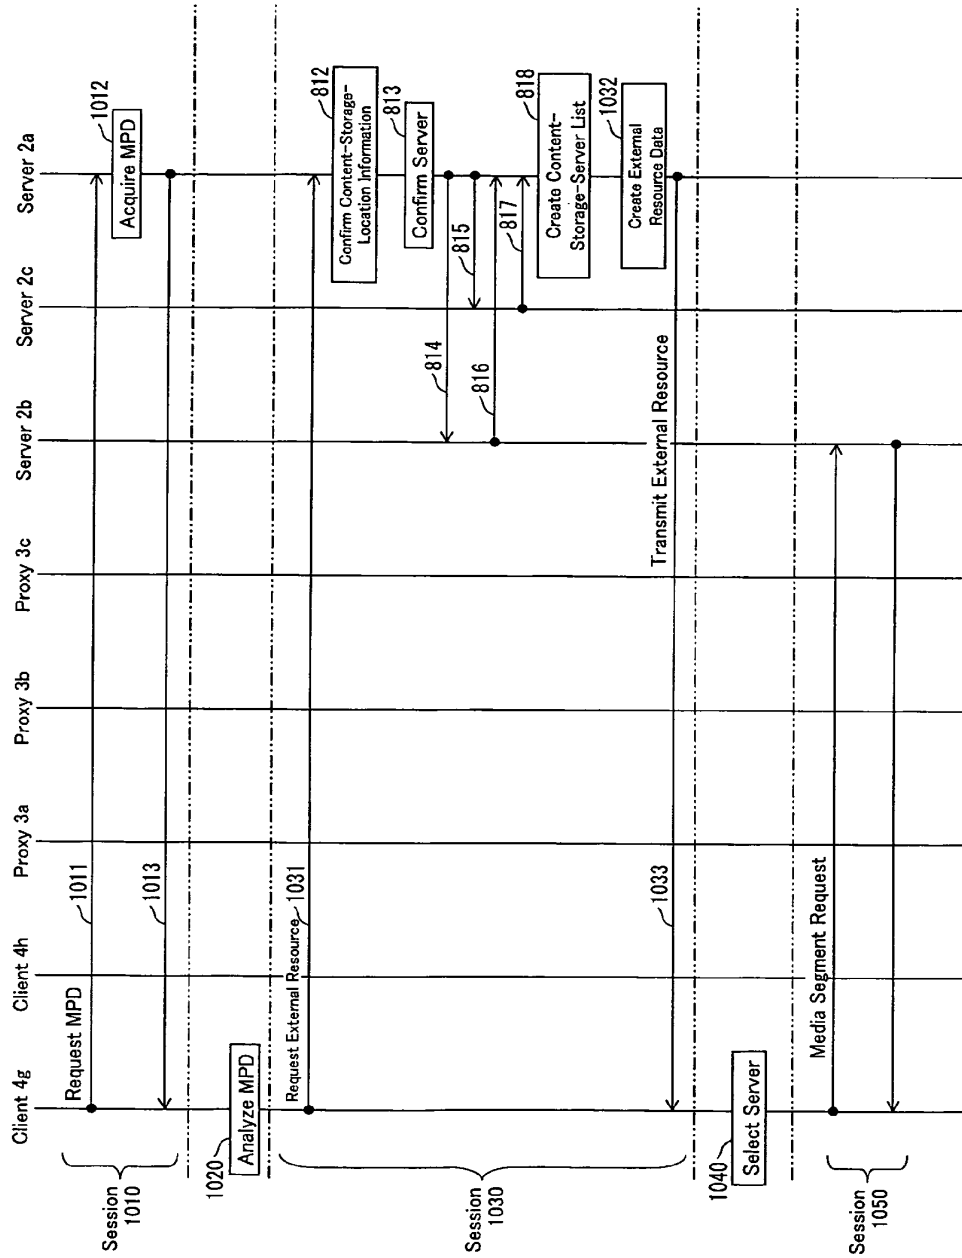 Client 4g
Client 4h
Proxy 3a
Proxy 3b
Proxy 3c
Server 2b
Server 2c
Server 2a
Session
1010
Request MPD
1011
1012
Acquire MPD
1013
1020
Analyze MPD
Session
1030
Request External Resource
1031
812
Confirm Content-Storage-
Location Information
813
Confirm Server
814
815
816
817
818
Create Content-
Storage-Server List
1032
Create External
Resource Data
Transmit External Resource
1033
1040
Select Server
Session
1050
Media Segment Request